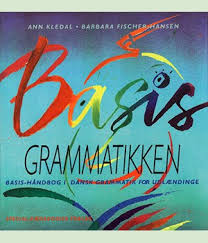 ANN KLEDAL • BARBARA FISCHER-HANSEN
Basis
GRAMMATIKKEN
BASIS-HÅNDBOG I DANSK GRAMMATIK FOR UDLÆNDINGE